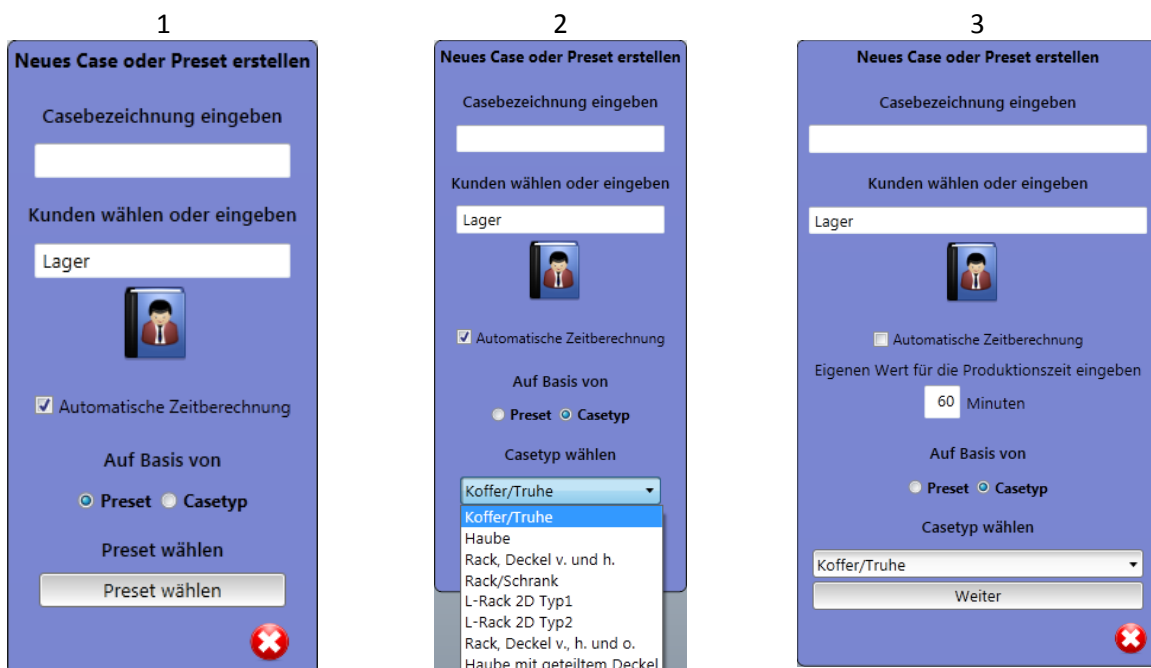 1
Neues Case oder Preset erstellen
Casebezeichnung eingeben
Kunden wählen oder eingeben
Lager
Automatische Zeitberechnung
Auf Basis von
Preset Casetyp
Preset wählen
Preset wählen
2
Neues Case oder Preset erstellen
Casebezeichnung eingeben
Kunden wählen oder eingeben
Lager
Automatische Zeitberechnung
Auf Basis von
Preset Casetyp
Casetyp wählen
Koffer/Truhe
Koffer/Truhe
Haube
Rack, Deckel v. und h.
Rack/Schrank
L-Rack 2D Typ1
L-Rack 2D Typ2
Rack, Deckel v., h. und o.
Haube mit geteiltem Deckel
3
Neues Case oder Preset erstellen
Casebezeichnung eingeben
Kunden wählen oder eingeben
Lager
Automatische Zeitberechnung
Eigenen Wert für die Produktionszeit eingeben
60 Minuten
Auf Basis von
Preset Casetyp
Casetyp wählen
Koffer/Truhe
Weiter